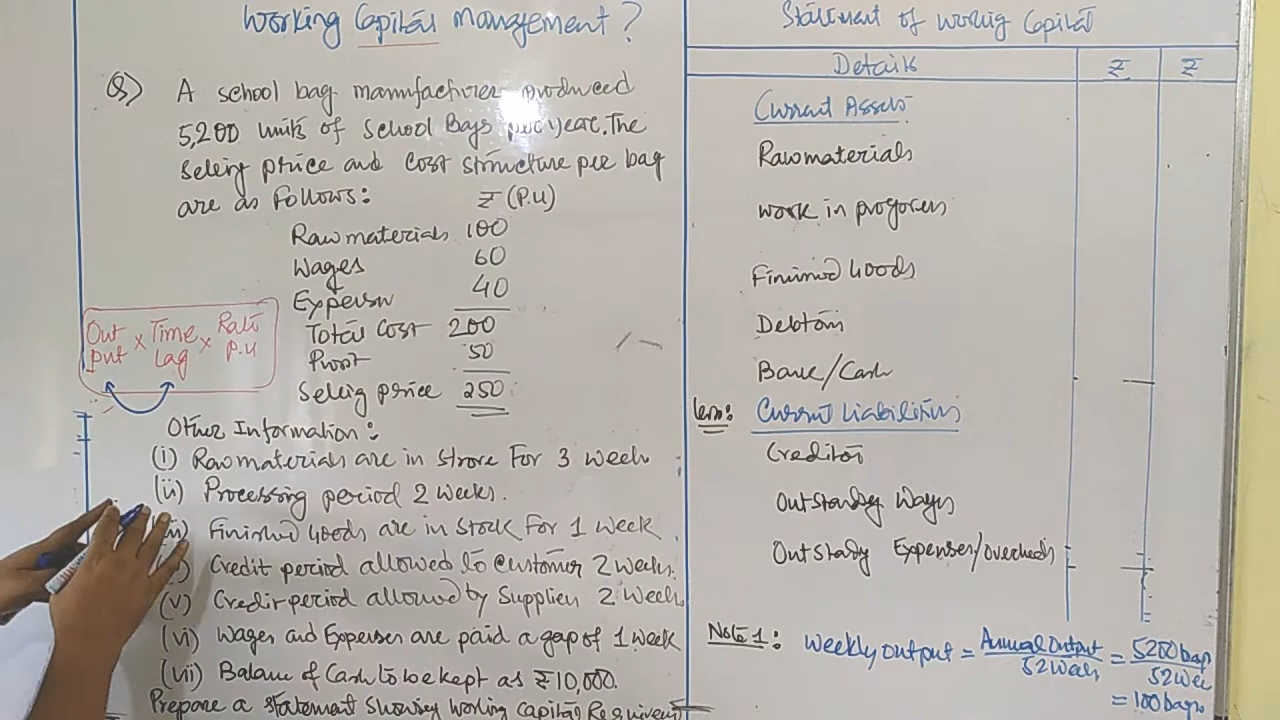 Working Capital Management?
Q) A school bag manufacturer produced
5,200 units of School Bags per year. The
Selling price and cost structure per bag
are as follows: ₹ (P.U)
Raw materials 100
Wages 60
Expenses 40
Total Cost 200
Profit 50
Selling price 250
Out put × Time Lag × Rate P.U
Other Information:
(i) Raw materials are in Strore For 3 week
(ii) Processing period 2 weeks.
Finished Goods are in Stock For 1 week.
Credit period allowed to customer 2 weeks.
(v) Credit period allowed by Suppliers 2 week
(vi) Wages and Expenses are paid a gap of 1 week
(vii) Balance of Cash to be kept as ₹ 10,000.
Prepare a statement showing working capital
Statement of Working Capital
Details ₹ ₹
Current Assets
Raw materials
Work in progress
Finished Goods
Debtors
Bank/Cash
Less: Current Liabilities
Creditors
Outstanding Wages
Outstandy Expenses/overheads
Note 1: Weekly output = Annual Output / 52 Weeks = 5200 bags / 52 Wee
= 100 bags